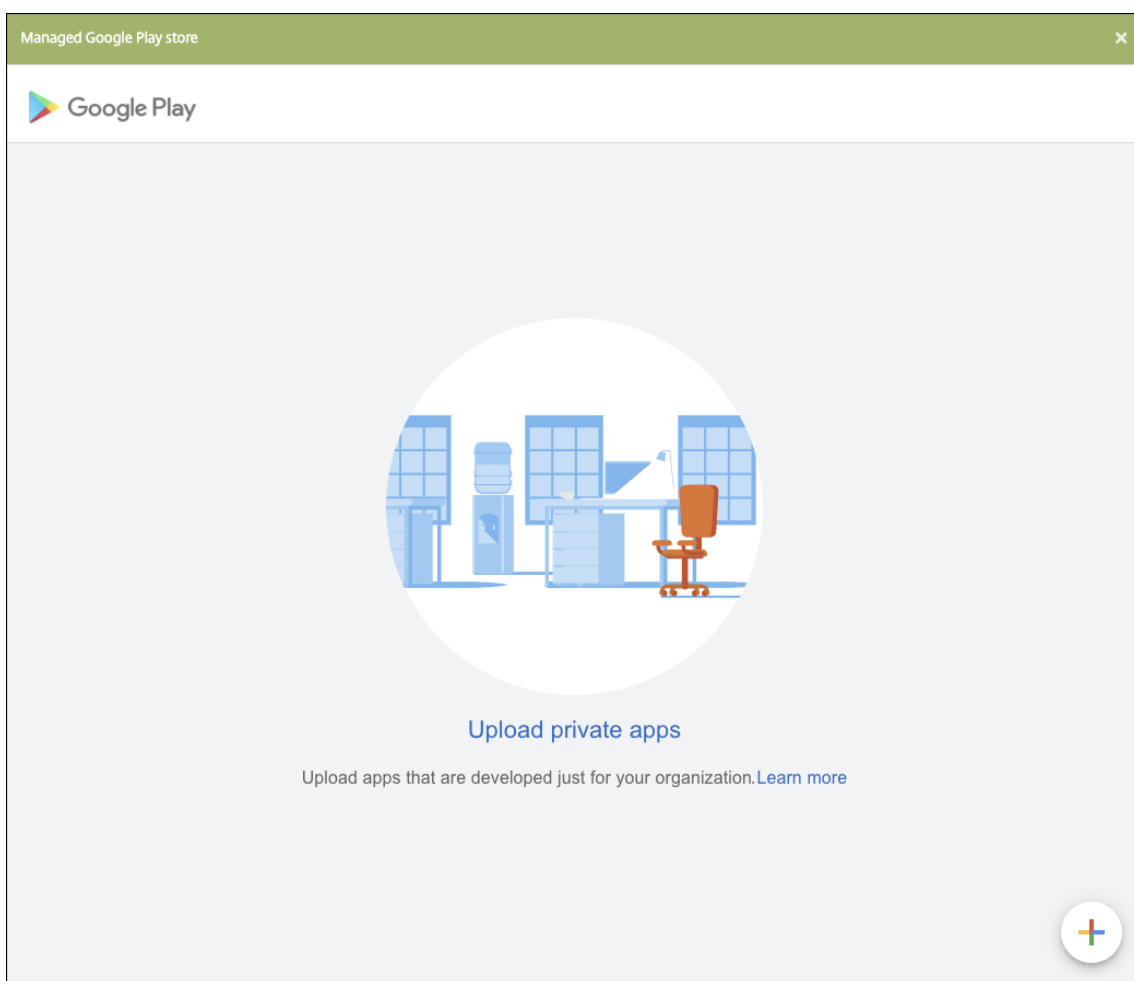 Managed Google Play store
Google Play
Upload private apps
Upload apps that are developed just for your organization. Learn more